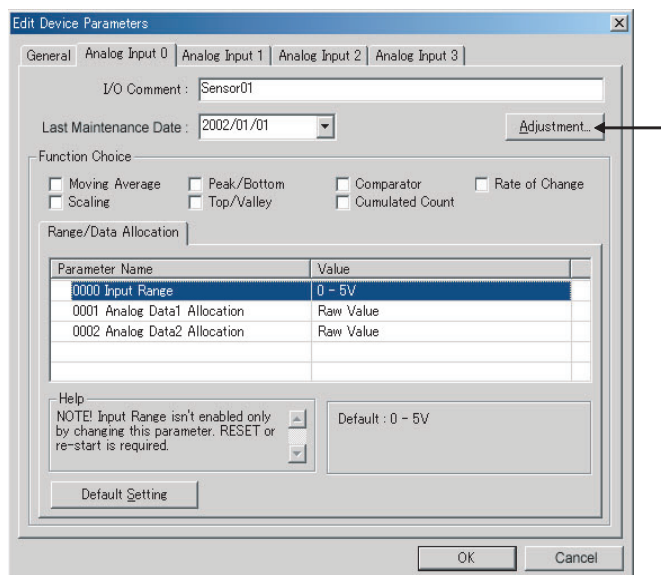 Edit Device Parameters
General Analog Input 0 Analog Input 1 Analog Input 2 Analog Input 3
I/O Comment : Sensor01
Last Maintenance Date : 2002/01/01 Adjustment...
Function Choice
Moving Average Peak/Bottom Comparator Rate of Change
Scaling Top/Valley Cumulated Count
Range/Data Allocation
Parameter Name Value
0000 Input Range 0 - 5V
0001 Analog Data1 Allocation Raw Value
0002 Analog Data2 Allocation Raw Value
Help
NOTE! Input Range isn't enabled only
by changing this parameter. RESET or
re-start is required.
Default : 0 - 5V
Default Setting
OK Cancel